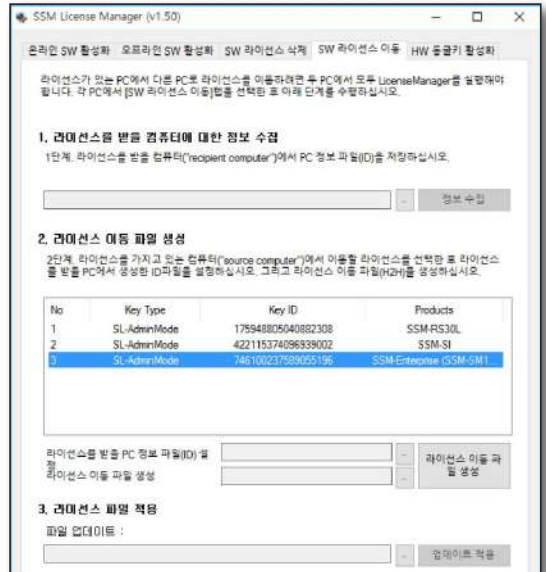 SSM License Manager (v1.50)
온라인 SW 활성화 오프라인 SW 활성화 SW 라이선스 삭제 SW 라이선스 이동 HW 동글키 활성화
라이선스가 있는 PC에서 다른 PC로 라이선스를 이동하려면 두 PC에서 모두 LicenseManager를 실행해야
합니다. 각 PC에서 [SW 라이선스 이동]탭을 선택한 후 아래 단계를 수행하십시오.
1. 라이선스를 받을 컴퓨터에 대한 정보 수집
1단계. 라이선스를 받을 컴퓨터("recipient computer")에서 PC 정보 파일(ID)을 저장하십시오.
... 정보 수집
2. 라이선스 이동 파일 생성
2단계. 라이선스를 가지고 있는 컴퓨터("source computer")에서 이동할 라이선스를 선택한 후 라이선스
를 받을 PC에서 생성한 ID파일을 설정하십시오. 그리고 라이선스 이동 파일(H2H)를 생성하십시오.
No Key Type Key ID Products
1 SL-AdminMode 175948805040882308 SSM-RS30L
2 SL-AdminMode 422115374096939002 SSM-SI
3 SL-AdminMode 746100237589055196 SSM-Enterprise (SSM-SM1...
라이선스를 받을 PC 정보 파일(ID) 설
정
...
라이선스 이동 파일 생성
...
라이선스 이동 파
일 생성
3. 라이선스 파일 적용
파일 업데이트 :
... 업데이트 적용